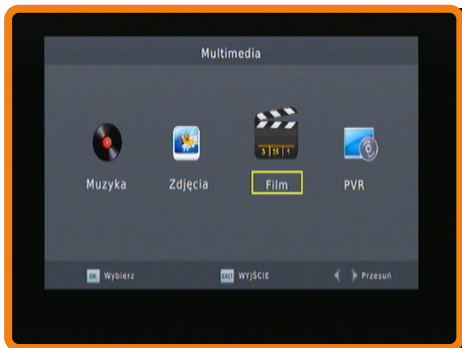 Multimedia
Muzyka Zdjęcia Film PVR
OK Wybierz EXIT WYJŚCIE Przesuń